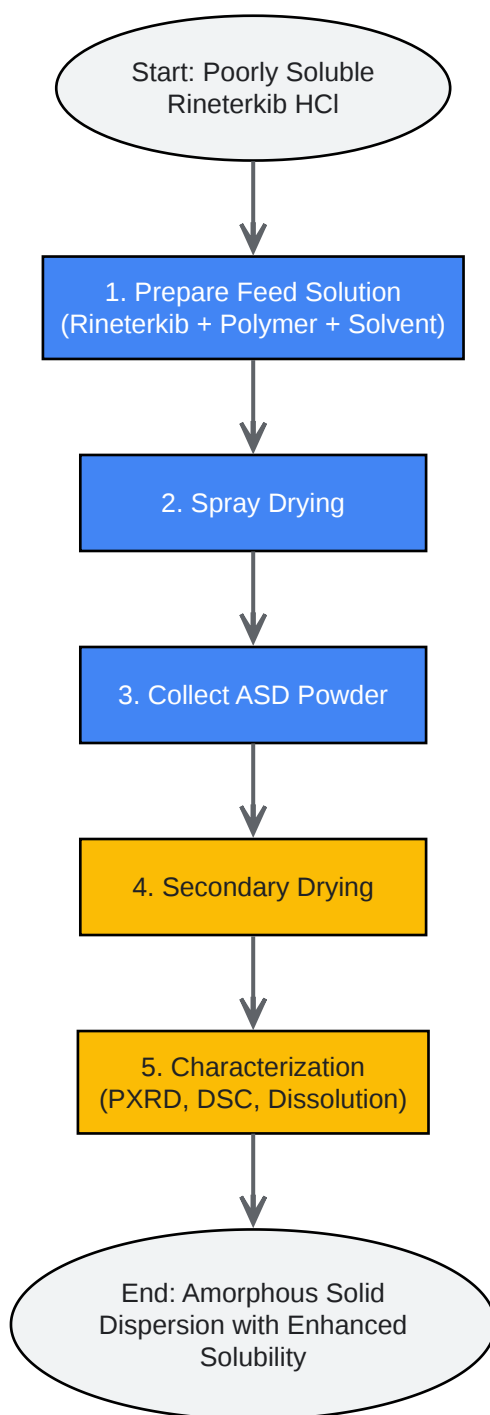 Start: Poorly Soluble
Rineterkib HCl
1. Prepare Feed Solution
(Rineterkib + Polymer + Solvent)
2. Spray Drying
3. Collect ASD Powder
4. Secondary Drying
5. Characterization
(PXRD, DSC, Dissolution)
End: Amorphous Solid
Dispersion with Enhanced
Solubility